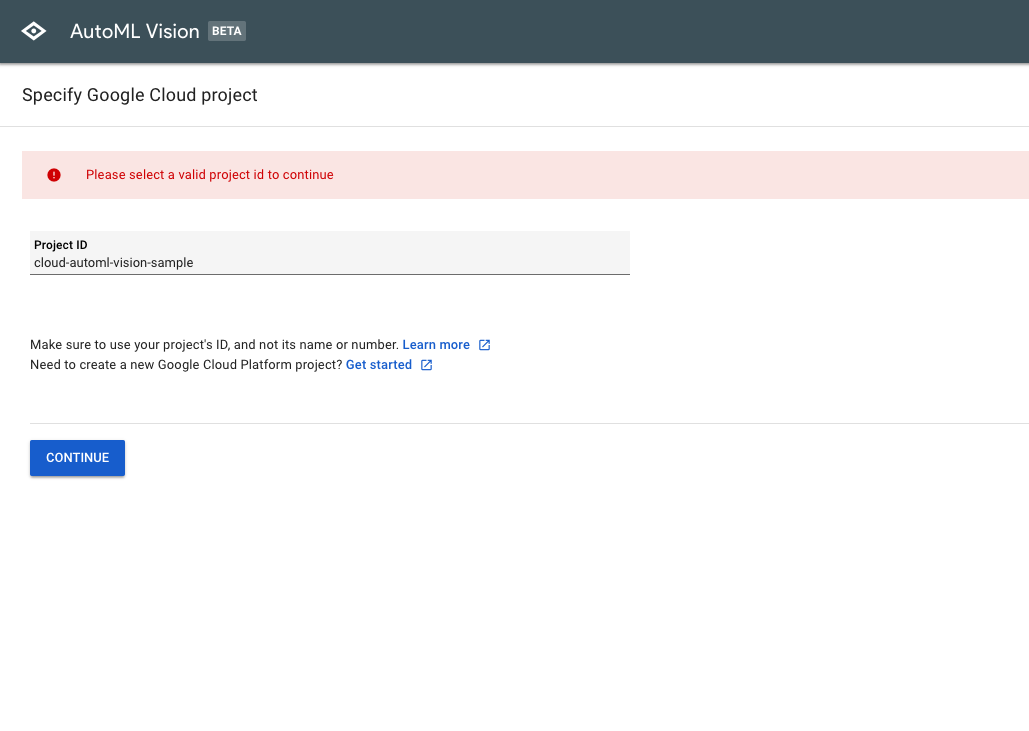 AutoML Vision BETA
Specify Google Cloud project
Please select a valid project id to continue
Project ID
cloud-automl-vision-sample
Make sure to use your project's ID, and not its name or number. Learn more
Need to create a new Google Cloud Platform project? Get started
CONTINUE